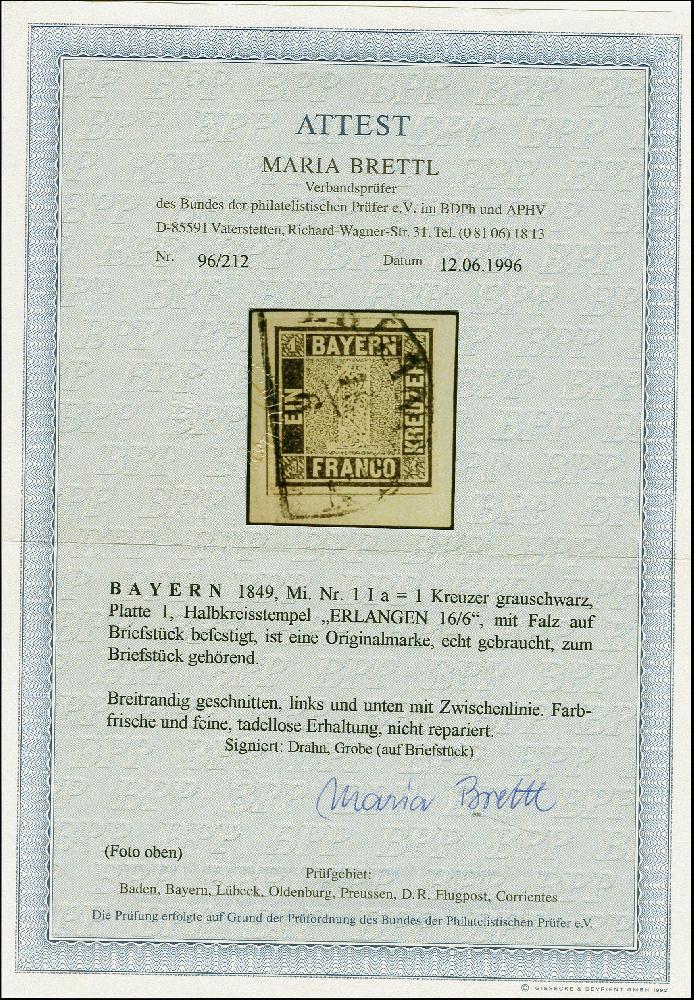 ATTEST
MARIA BRETTL
Verbandsprüfer
des Bundes der philatelistischen Prüfer e.V. im BDPh und APHV
D-85591 Vaterstetten, Richard-Wagner-Str. 31, Tel. (0 81 06) 18 13
Nr. 96/212 Datum 12.06.1996
BAYERN
EIN
KREUZER
FRANCO
BAYERN 1849, Mi. Nr. 1 I a = 1 Kreuzer grauschwarz,
Platte 1, Halbkreisstempel „ERLANGEN 16/6“, mit Falz auf
Briefstück befestigt, ist eine Originalmarke, echt gebraucht, zum
Briefstück gehörend.
Breitrandig geschnitten, links und unten mit Zwischenlinie. Farb-
frische und feine, tadellose Erhaltung, nicht repariert.
Signiert: Drahn, Grobe (auf Briefstück)
Maria Brettl
(Foto oben)
Prüfgebiet:
Baden, Bayern, Lübeck, Oldenburg, Preussen, D.R. Flugpost, Corrientes
Die Prüfung erfolgte auf Grund der Prüfordnung des Bundes der Philatelistischen Prüfer e.V.
© GIESECKE & DEVRIENT GMBH 1992